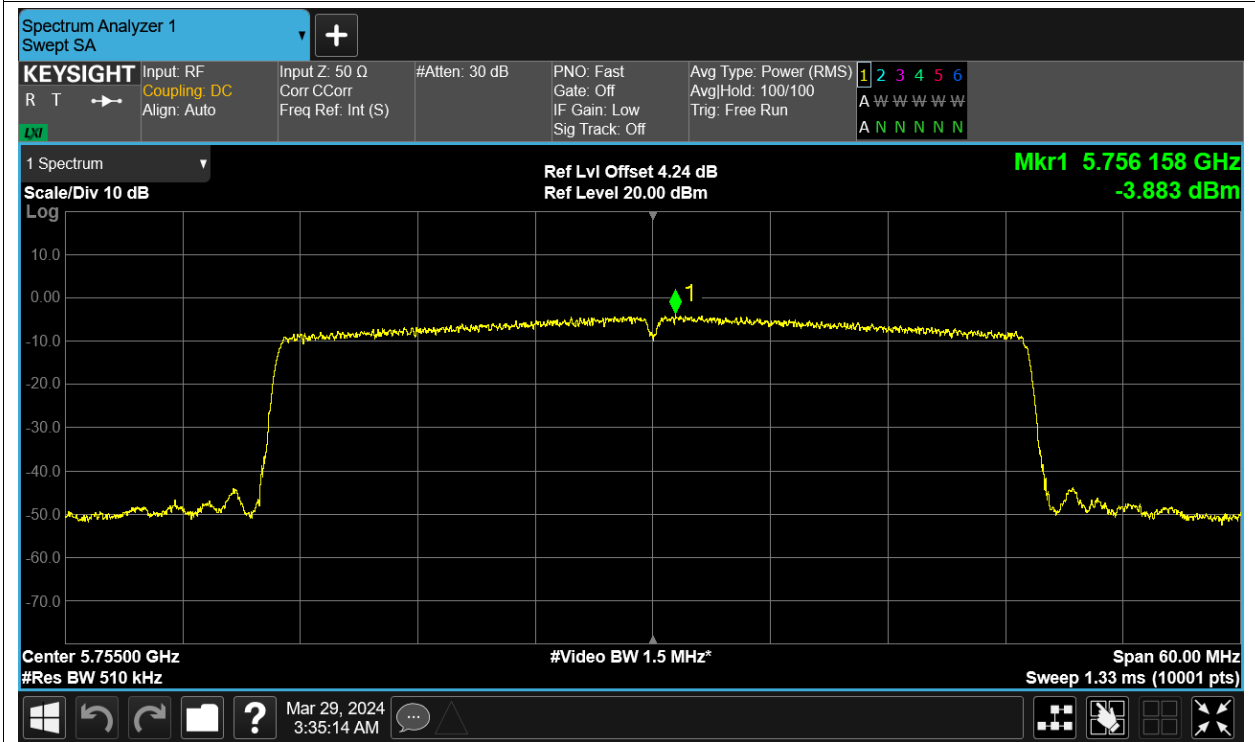 Spectrum Analyzer 1
Swept SA
+
KEYSIGHT
R T
LXI
Input: RF
Coupling: DC
Align: Auto
Input Z: 50 Ω
Corr CCorr
Freq Ref: Int (S)
#Atten: 30 dB
PNO: Fast
Gate: Off
IF Gain: Low
Sig Track: Off
Avg Type: Power (RMS)
Avg|Hold: 100/100
Trig: Free Run
1 2 3 4 5 6
A W W W W W
A N N N N N
1 Spectrum
Scale/Div 10 dB
Log
Ref Lvl Offset 4.24 dB
Ref Level 20.00 dBm
Mkr1 5.756 158 GHz
-3.883 dBm
10.0
0.00
-10.0
-20.0
-30.0
-40.0
-50.0
-60.0
-70.0
1
Center 5.75500 GHz
#Res BW 510 kHz
#Video BW 1.5 MHz*
Span 60.00 MHz
Sweep 1.33 ms (10001 pts)
?
Mar 29, 2024
3:35:14 AM